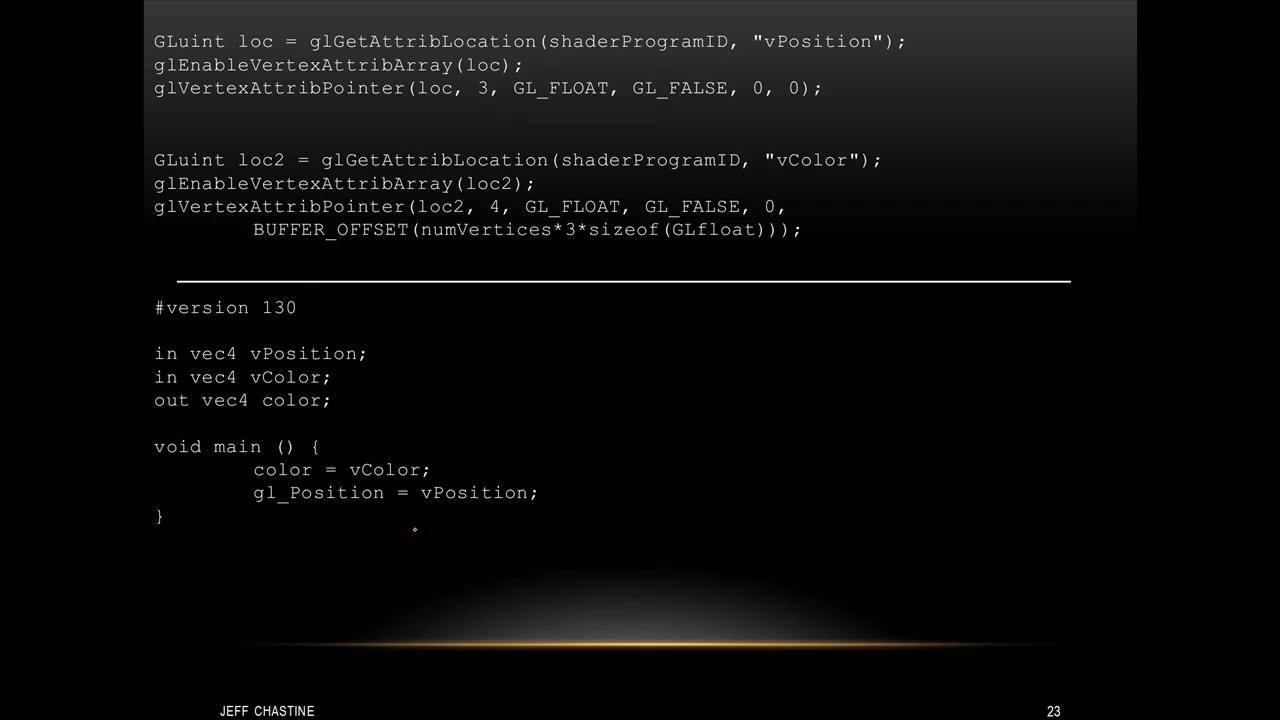 GLuint loc = glGetAttribLocation(shaderProgramID, "vPosition");
glEnableVertexAttribArray(loc);
glVertexAttribPointer(loc, 3, GL_FLOAT, GL_FALSE, 0, 0);
GLuint loc2 = glGetAttribLocation(shaderProgramID, "vColor");
glEnableVertexAttribArray(loc2);
glVertexAttribPointer(loc2, 4, GL_FLOAT, GL_FALSE, 0,
BUFFER_OFFSET(numVertices*3*sizeof(GLfloat)));
#version 130
in vec4 vPosition;
in vec4 vColor;
out vec4 color;
void main () {
color = vColor;
gl_Position = vPosition;
}
JEFF CHASTINE
23